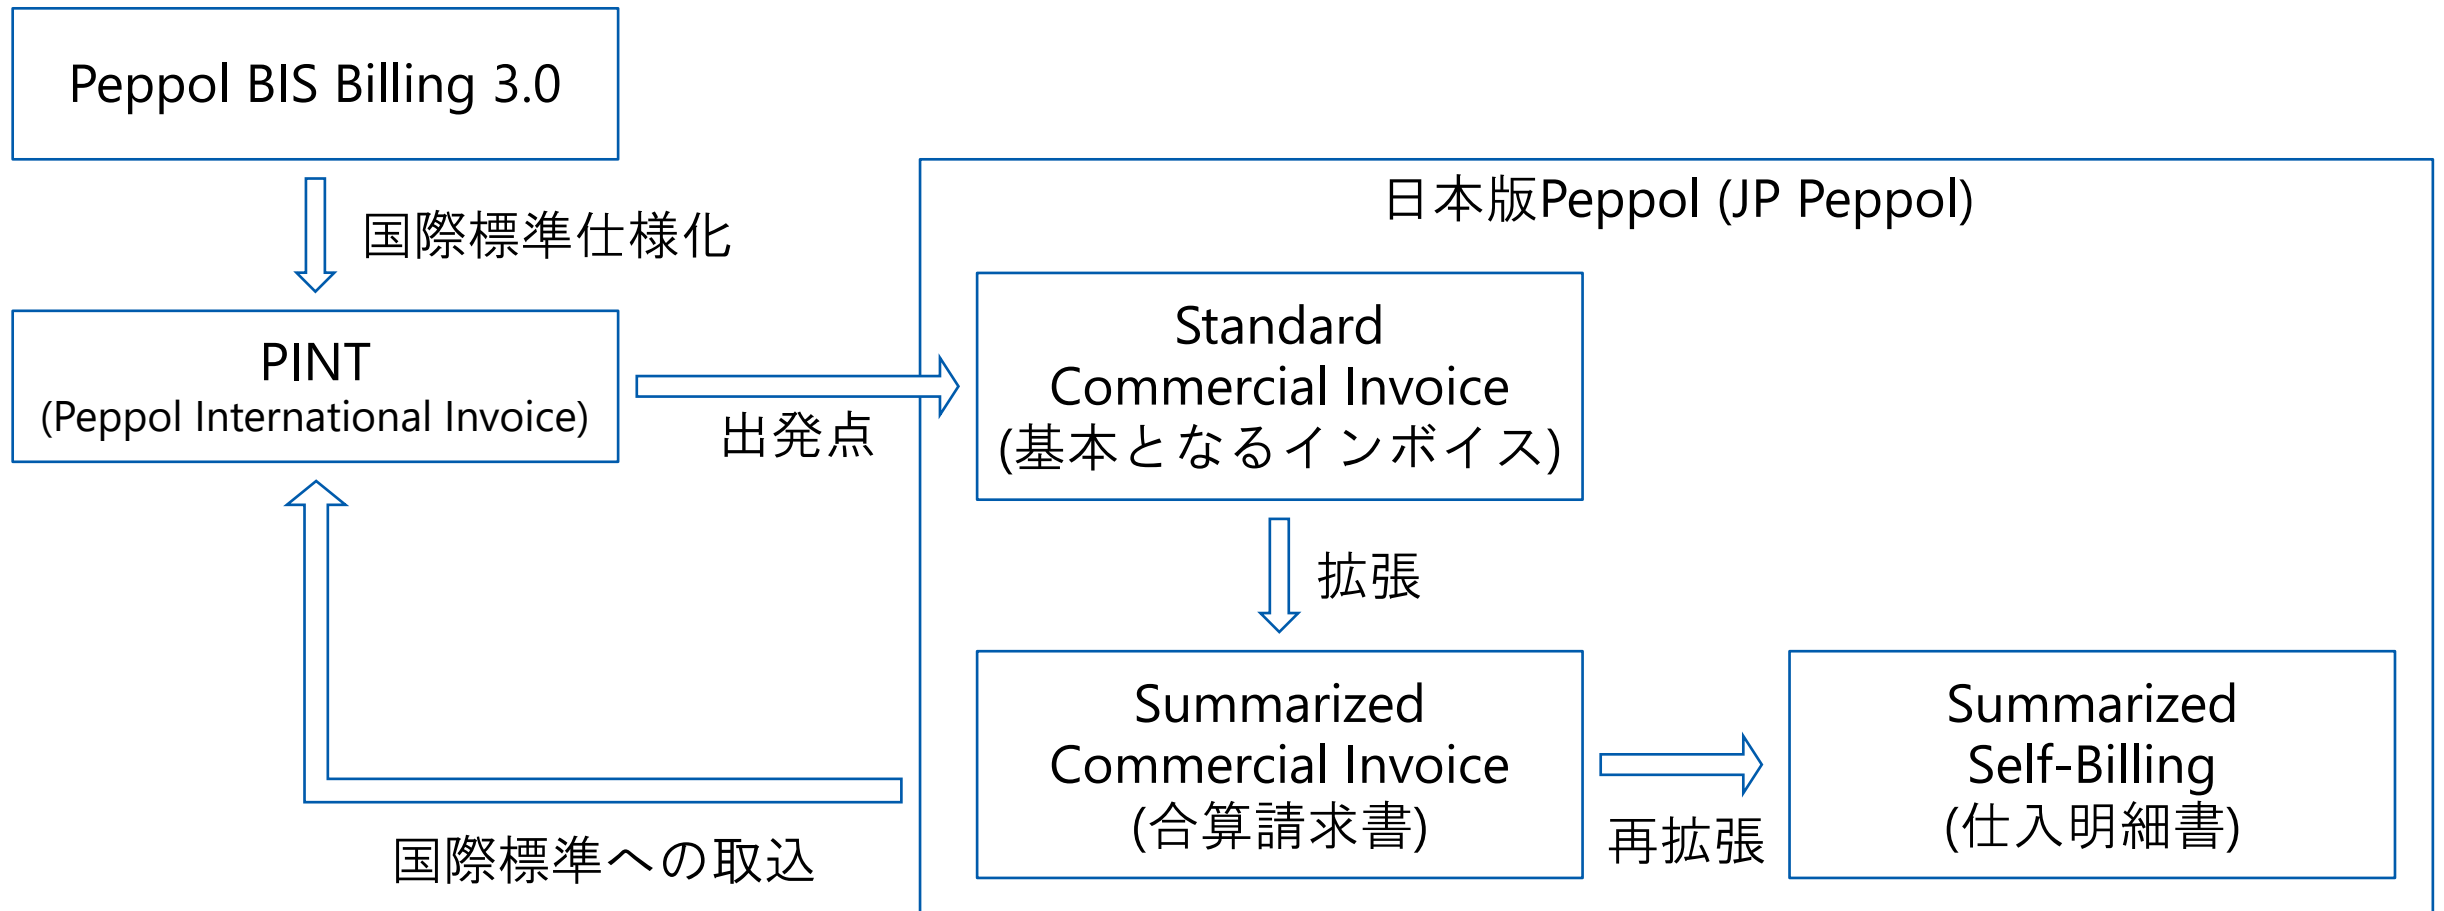 Peppol BIS Billing 3.0
国際標準仕様化
PINT
(Peppol International Invoice)
出発点
日本版Peppol (JP Peppol)
Standard
Commercial Invoice
(基本となるインボイス)
拡張
Summarized
Commercial Invoice
(合算請求書)
再拡張
Summarized
Self-Billing
(仕入明細書)
国際標準への取込